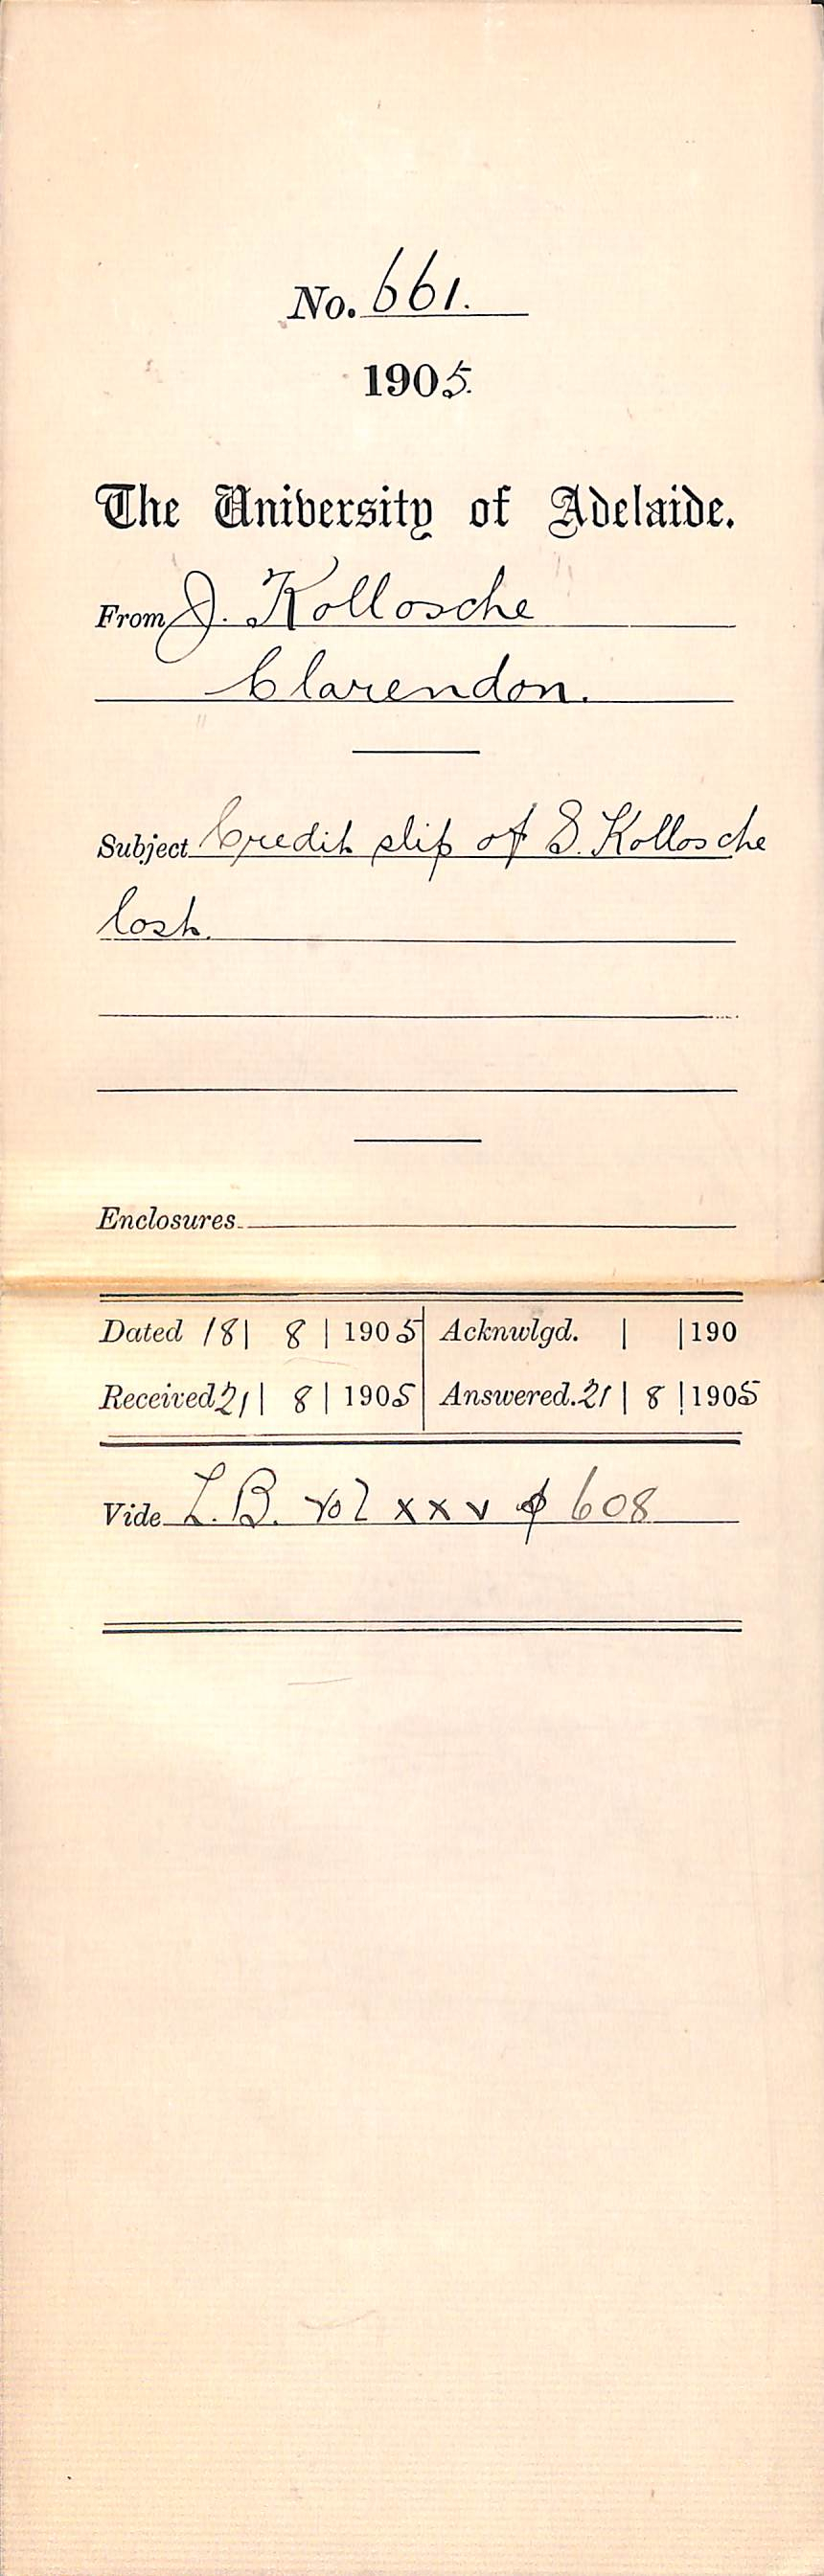 No. 661.
1905.
The University of Adelaide.
From J. Kollosche
Clarendon.
Subject Credit slip of S. Kollosche
lost.
Enclosures
Dated 18 | 8 | 1905 Acknwlgd. | | 190
Received 21 | 8 | 1905 Answered. 21 | 8 | 1905
Vide L.B. Vol xxv p 608